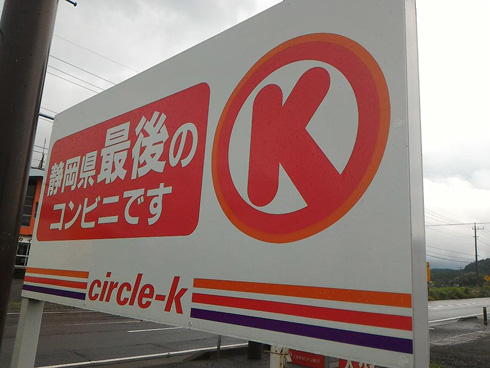 静岡県最後の
コンビニです
K
circle-k